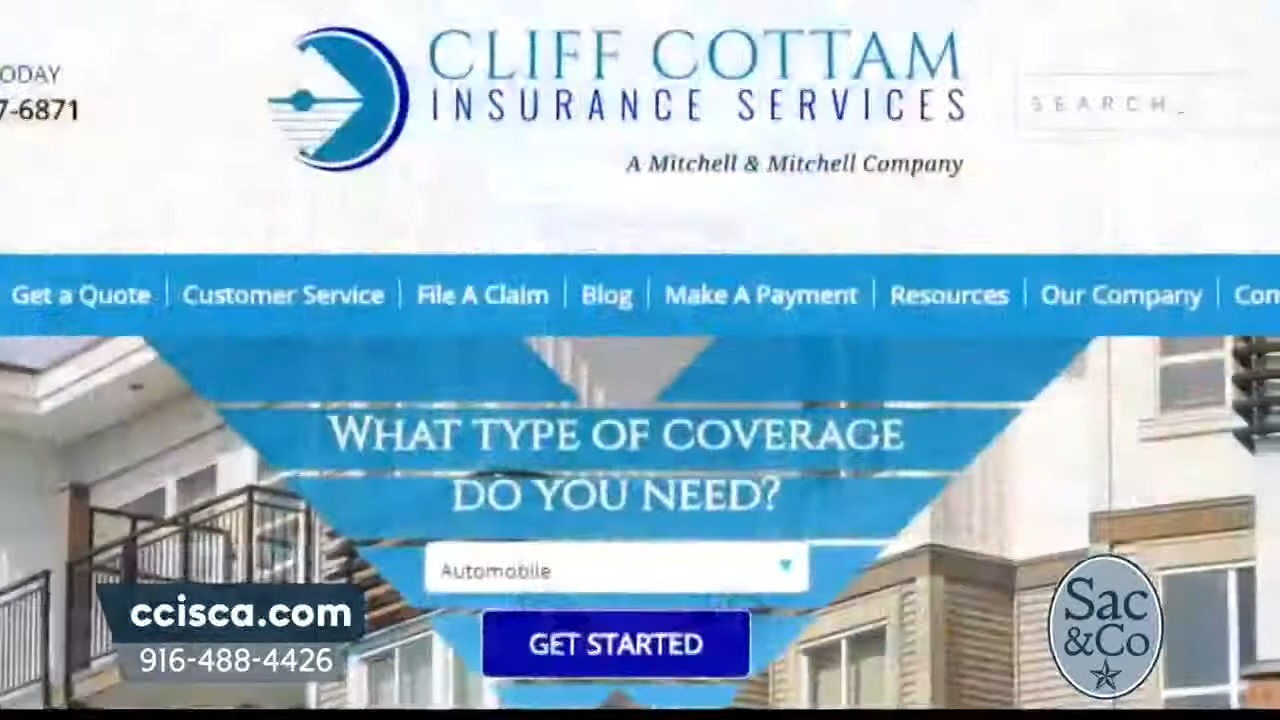 ODAY
7-6871
CLIFF COTTAM
INSURANCE SERVICES
A Mitchell & Mitchell Company
SEARCH_
Get a Quote
Customer Service
File A Claim
Blog
Make A Payment
Resources
Our Company
Con
WHAT TYPE OF COVERAGE
DO YOU NEED?
Automobile
GET STARTED
ccisca.com
916-488-4426
Sac
&Co